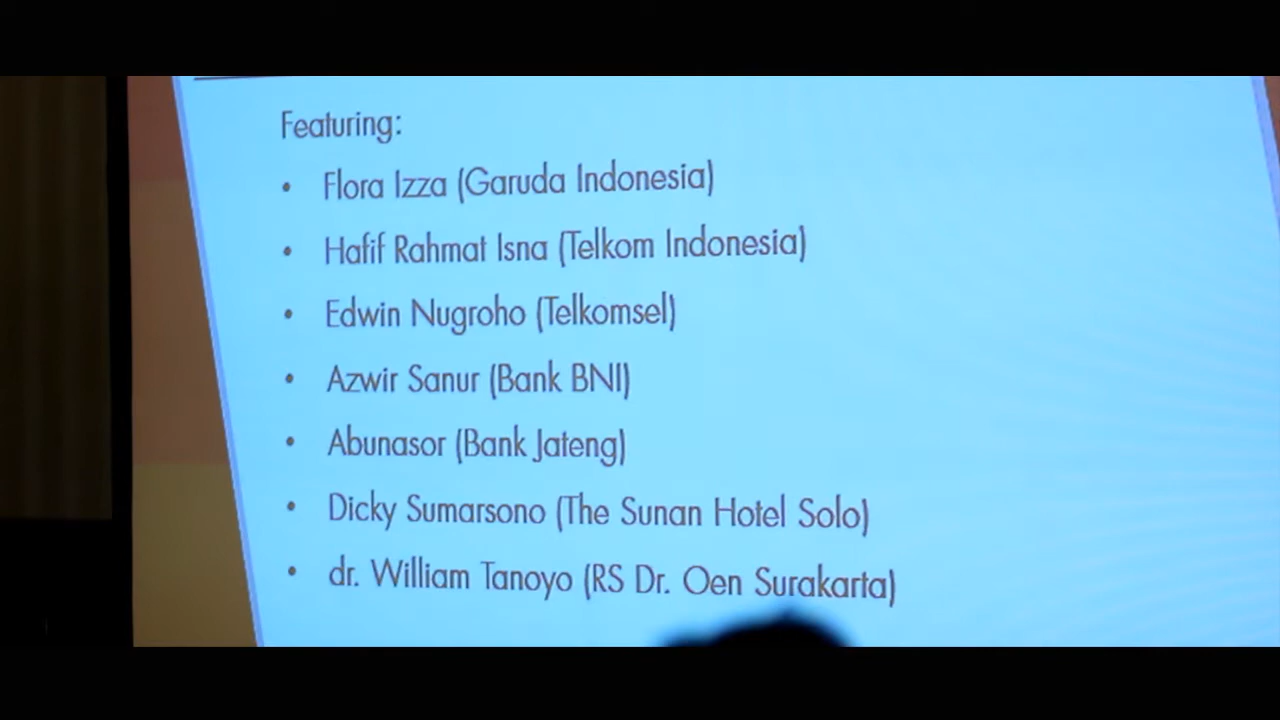 Featuring:
• Flora Izza (Garuda Indonesia)
• Hafif Rahmat Isna (Telkom Indonesia)
• Edwin Nugroho (Telkomsel)
• Azwir Sanur (Bank BNI)
• Abunasor (Bank Jateng)
• Dicky Sumarsono (The Sunan Hotel Solo)
• dr. William Tanoyo (RS Dr. Oen Surakarta)